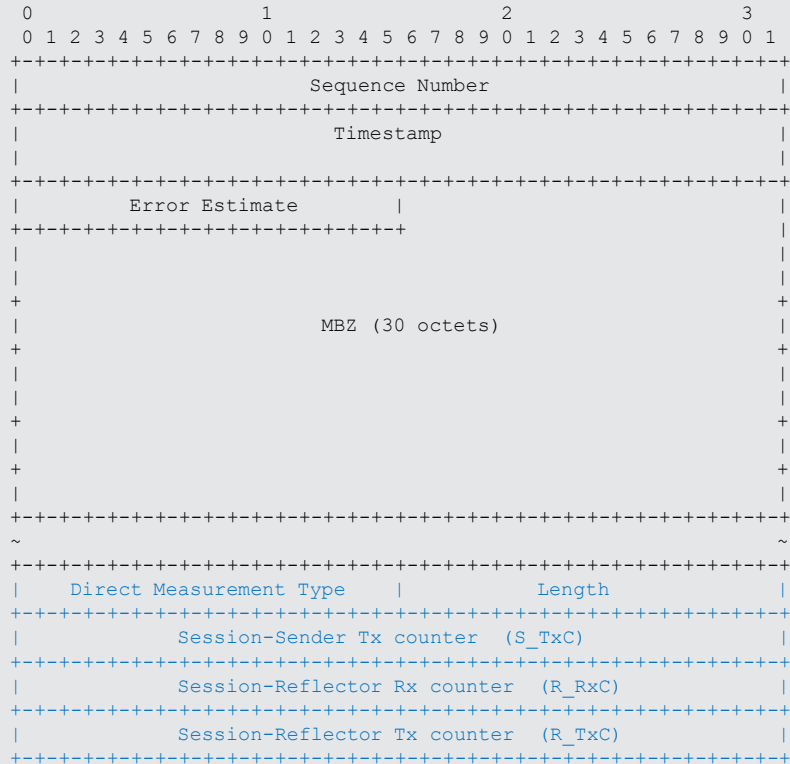 0                   1                   2                   3
 0 1 2 3 4 5 6 7 8 9 0 1 2 3 4 5 6 7 8 9 0 1 2 3 4 5 6 7 8 9 0 1
+-+-+-+-+-+-+-+-+-+-+-+-+-+-+-+-+-+-+-+-+-+-+-+-+-+-+-+-+-+-+-+-+
|                        Sequence Number                        |
+-+-+-+-+-+-+-+-+-+-+-+-+-+-+-+-+-+-+-+-+-+-+-+-+-+-+-+-+-+-+-+-+
|                          Timestamp                            |
|                                                               |
+-+-+-+-+-+-+-+-+-+-+-+-+-+-+-+-+-+-+-+-+-+-+-+-+-+-+-+-+-+-+-+-+
|         Error Estimate        |                               |
+-+-+-+-+-+-+-+-+-+-+-+-+-+-+-+-+                               |
|                                                               |
|                                                               |
+                                                               +
|                         MBZ (30 octets)                       |
+                                                               +
|                                                               |
|                                                               |
+                                                               +
|                                                               |
+                                                               +
|                                                               |
+-+-+-+-+-+-+-+-+-+-+-+-+-+-+-+-+-+-+-+-+-+-+-+-+-+-+-+-+-+-+-+-+
~                                                               ~
+-+-+-+-+-+-+-+-+-+-+-+-+-+-+-+-+-+-+-+-+-+-+-+-+-+-+-+-+-+-+-+-+
|    Direct Measurement Type    |           Length              |
+-+-+-+-+-+-+-+-+-+-+-+-+-+-+-+-+-+-+-+-+-+-+-+-+-+-+-+-+-+-+-+-+
|             Session-Sender Tx counter  (S_TxC)                |
+-+-+-+-+-+-+-+-+-+-+-+-+-+-+-+-+-+-+-+-+-+-+-+-+-+-+-+-+-+-+-+-+
|             Session-Reflector Rx counter  (R_RxC)             |
+-+-+-+-+-+-+-+-+-+-+-+-+-+-+-+-+-+-+-+-+-+-+-+-+-+-+-+-+-+-+-+-+
|             Session-Reflector Tx counter  (R_TxC)             |
+-+-+-+-+-+-+-+-+-+-+-+-+-+-+-+-+-+-+-+-+-+-+-+-+-+-+-+-+-+-+-+-+